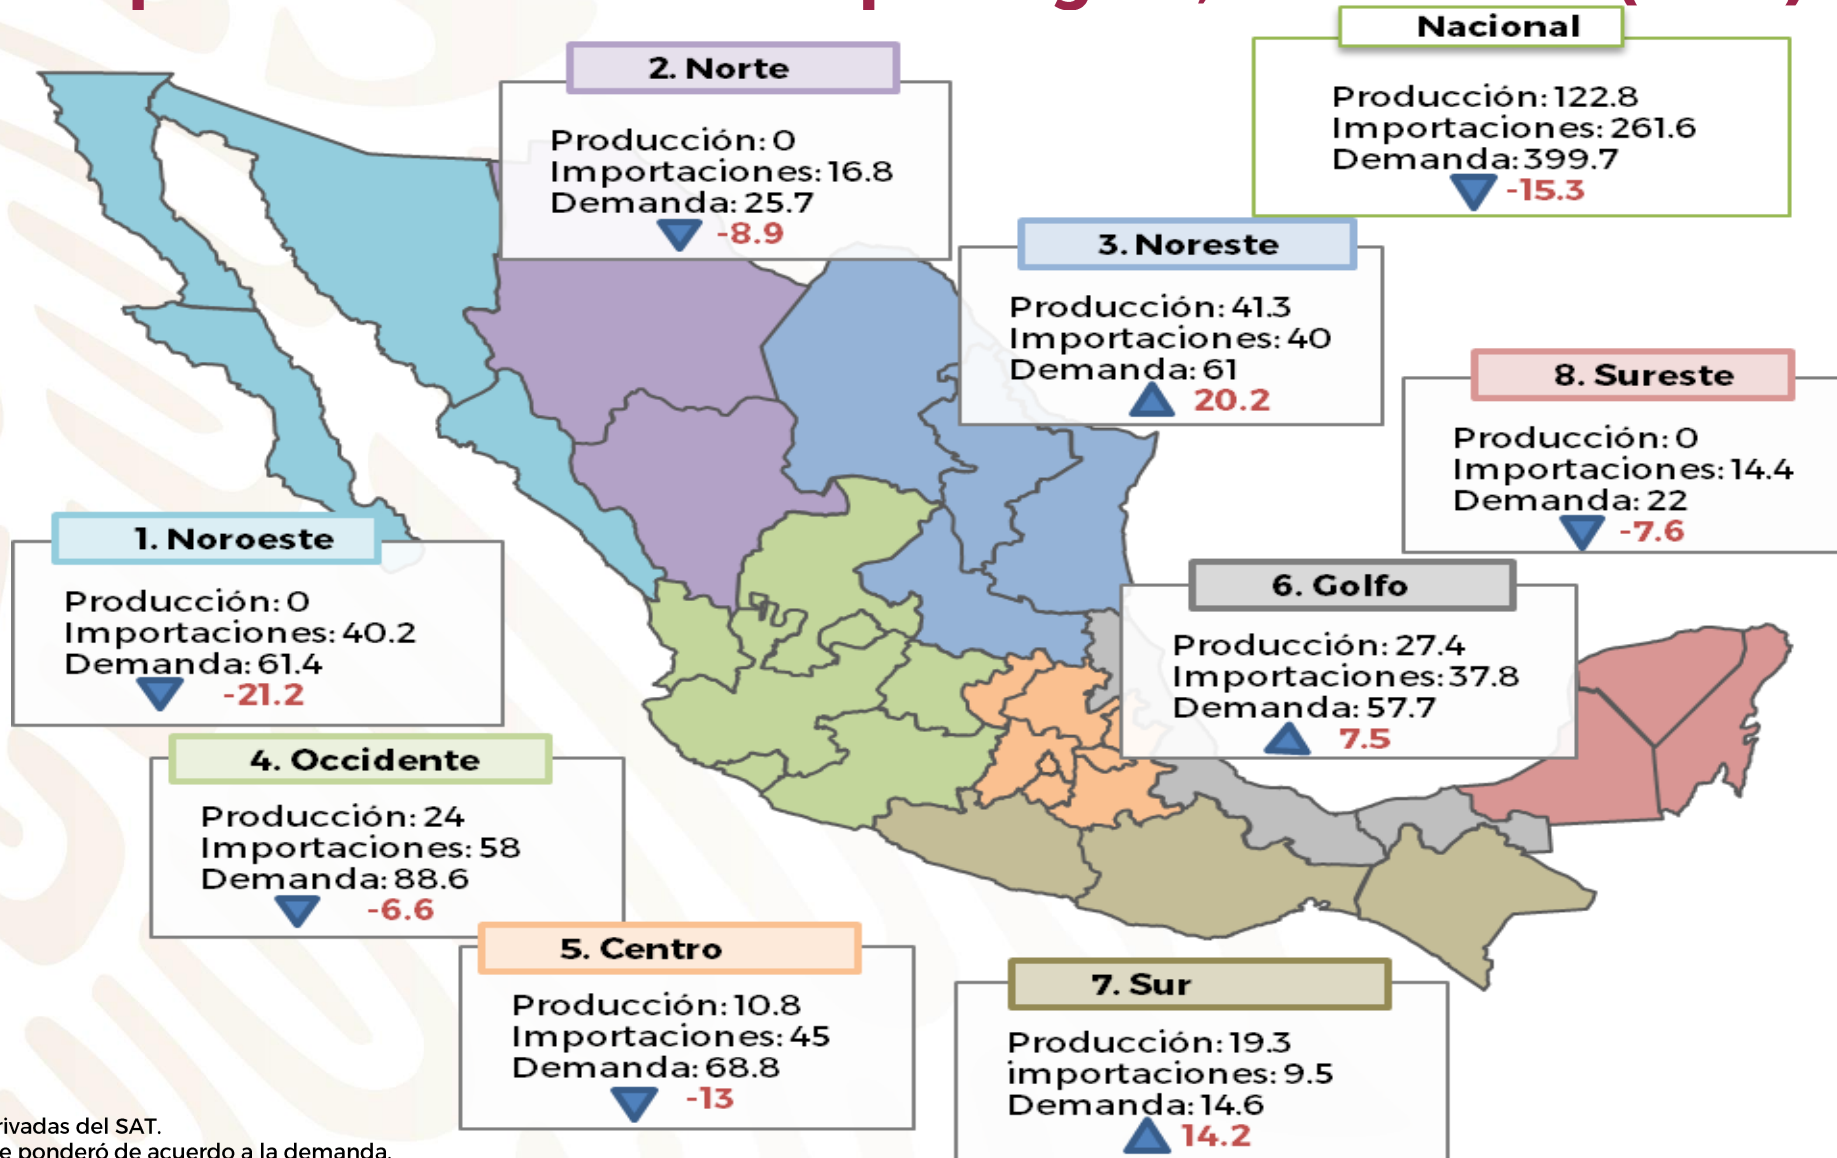 Nacional
Producción: 122.8
Importaciones: 261.6
Demanda: 399.7
-15.3
2. Norte
Producción: 0
Importaciones: 16.8
Demanda: 25.7
-8.9
3. Noreste
Producción: 41.3
Importaciones: 40
Demanda: 61
20.2
8. Sureste
Producción: 0
Importaciones: 14.4
Demanda: 22
-7.6
1. Noroeste
Producción: 0
Importaciones: 40.2
Demanda: 61.4
-21.2
6. Golfo
Producción: 27.4
Importaciones: 37.8
Demanda: 57.7
7.5
4. Occidente
Producción: 24
Importaciones: 58
Demanda: 88.6
-6.6
5. Centro
Producción: 10.8
Importaciones: 45
Demanda: 68.8
-13
7. Sur
Producción: 19.3
importaciones: 9.5
Demanda: 14.6
14.2
rivadas del SAT.
e ponderó de acuerdo a la demanda.